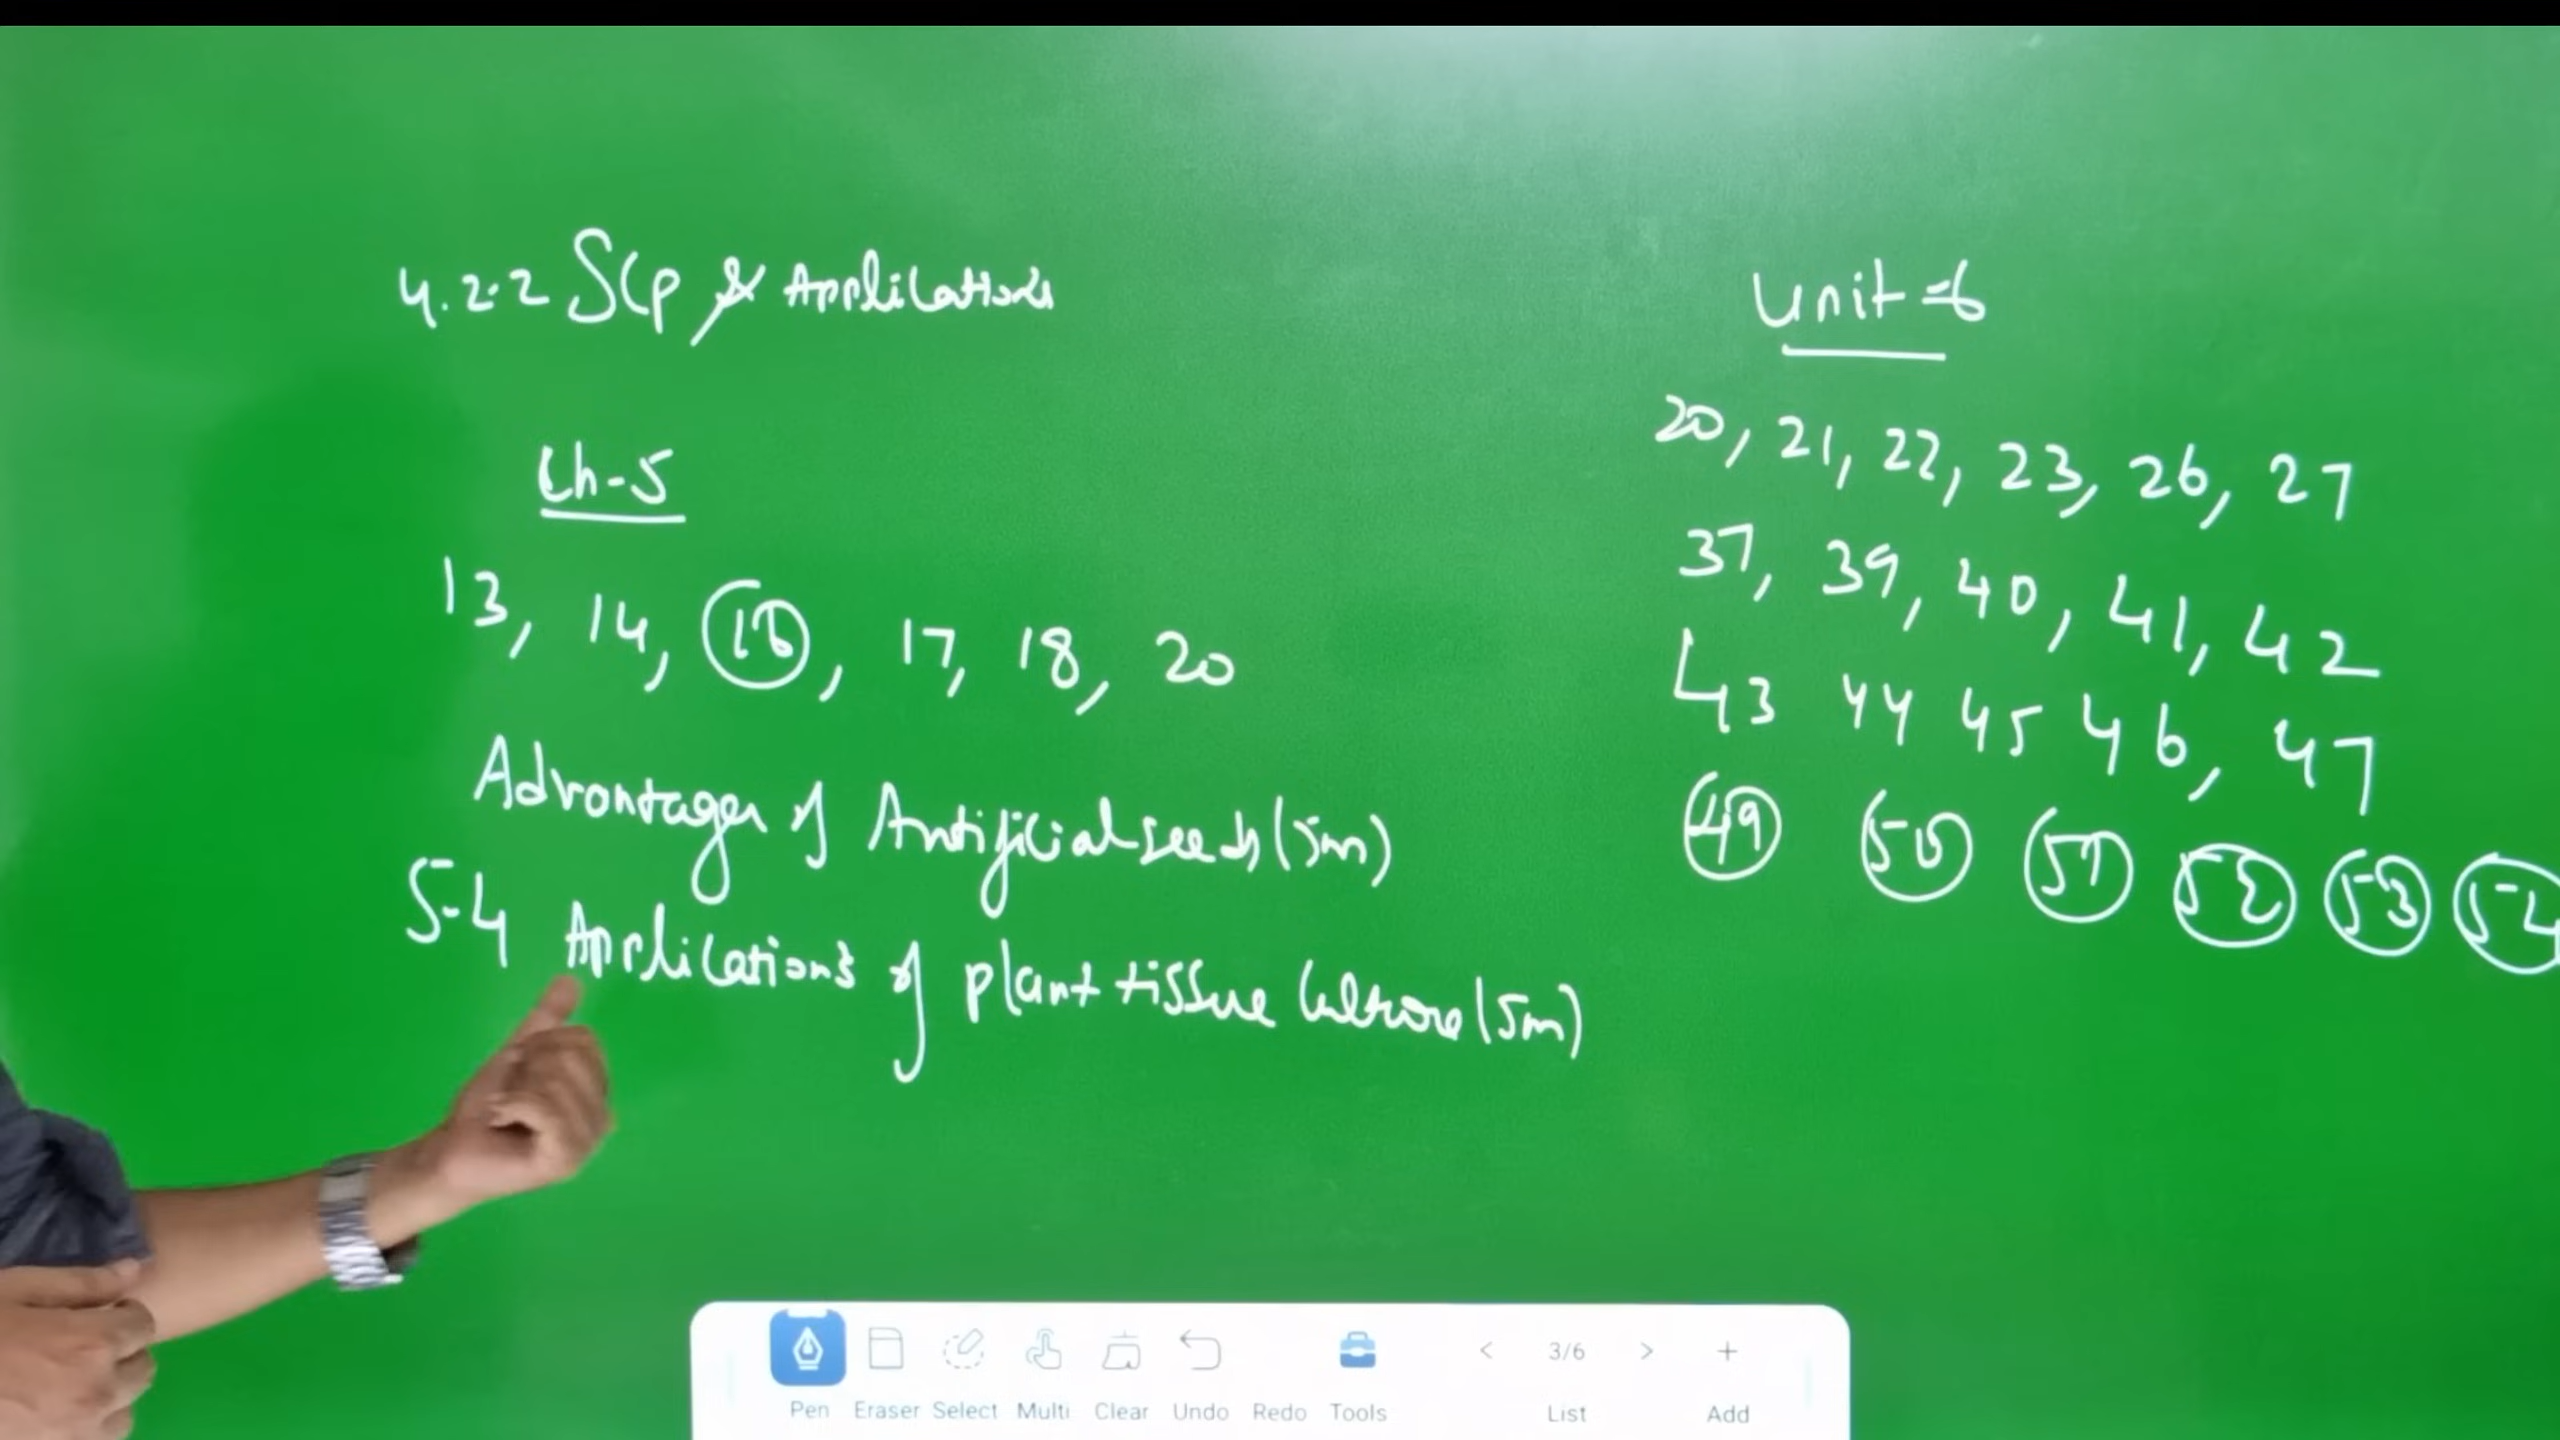 4.2.2 SCP & Applications
Ch-5
13, 14, 16, 17, 18, 20
Advantages of Artificial seeds (5m)
5.4 Applications of plant tissue culture (5m)
Unit-6
20, 21, 22, 23, 26, 27
37, 39, 40, 41, 42
43 44 45 46, 47
49 50 51 52 53 54
Pen Eraser Select Multi Clear Undo Redo Tools < 3/6 > List + Add